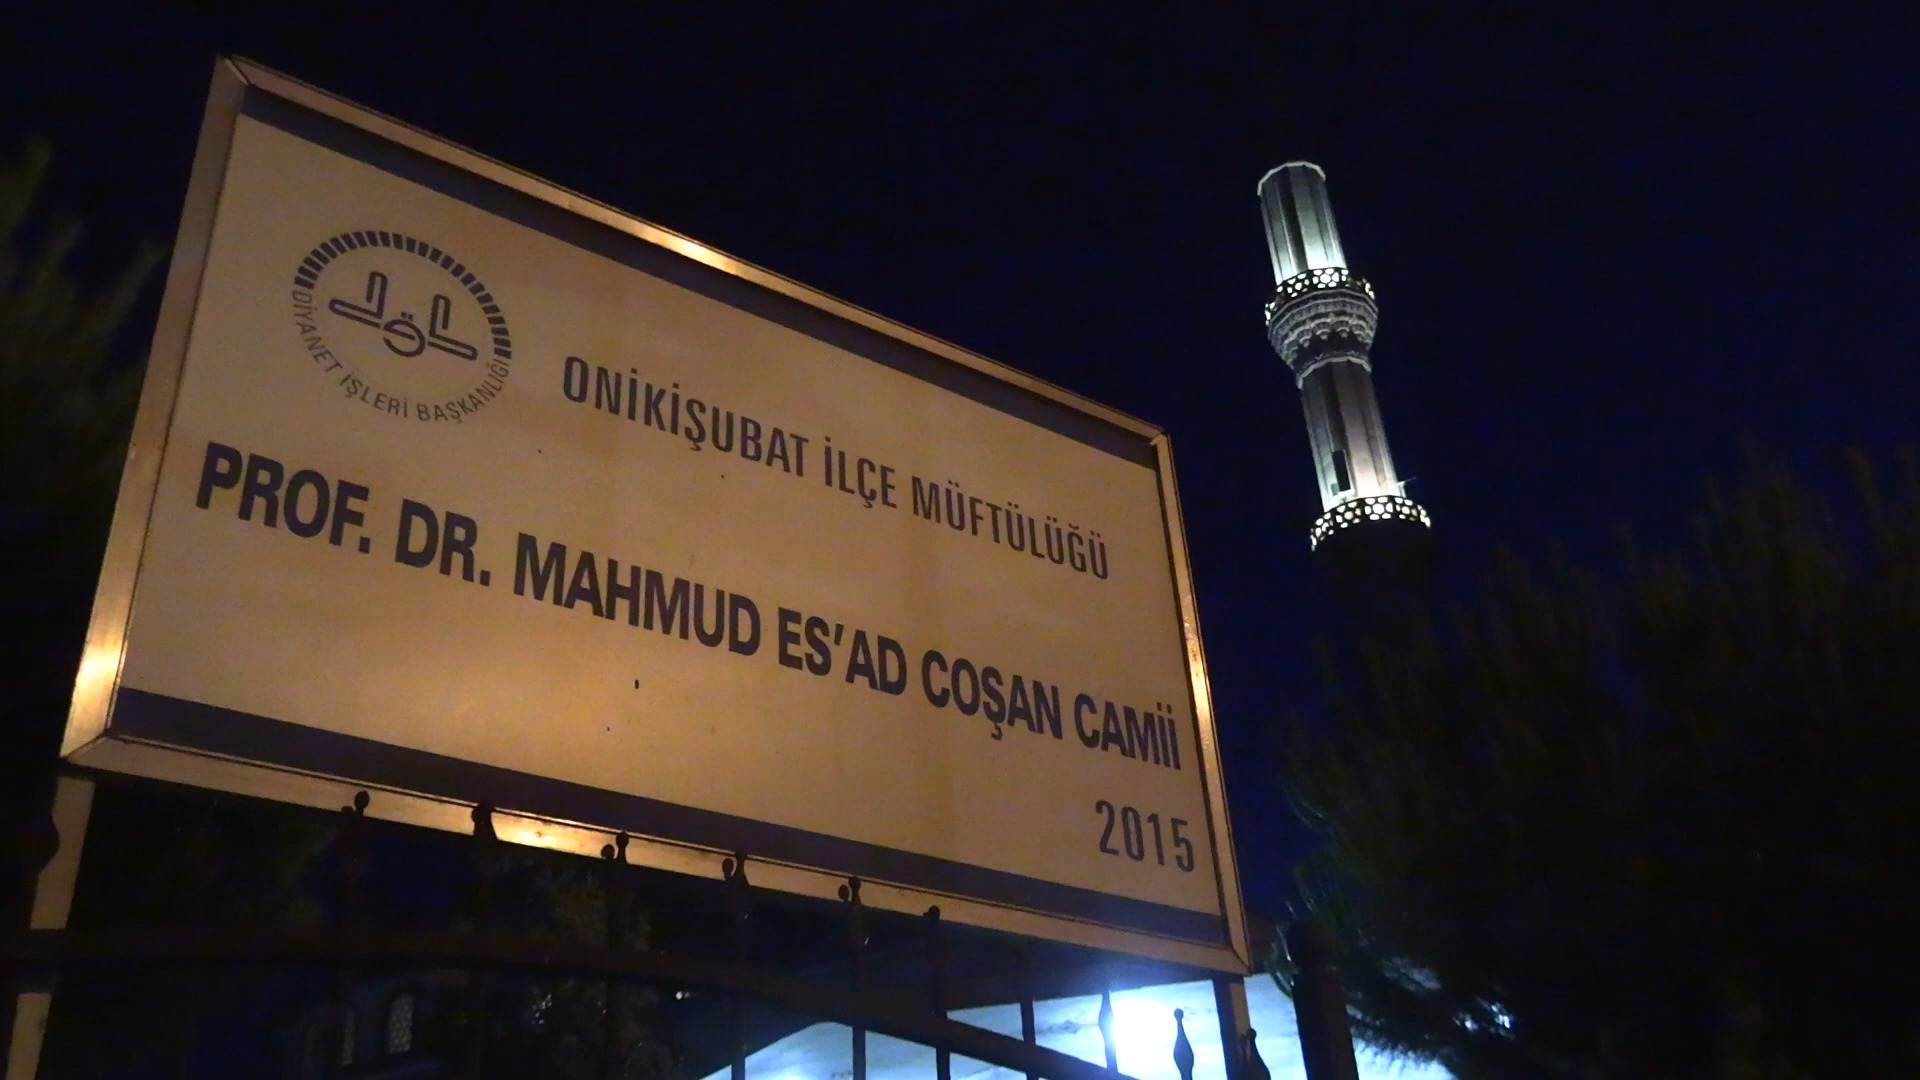 DİYANET İŞLERİ BAŞKANLIĞI
ONİKİŞUBAT İLÇE MÜFTÜLÜĞÜ
PROF. DR. MAHMUD ES'AD COŞAN CAMİİ
2015